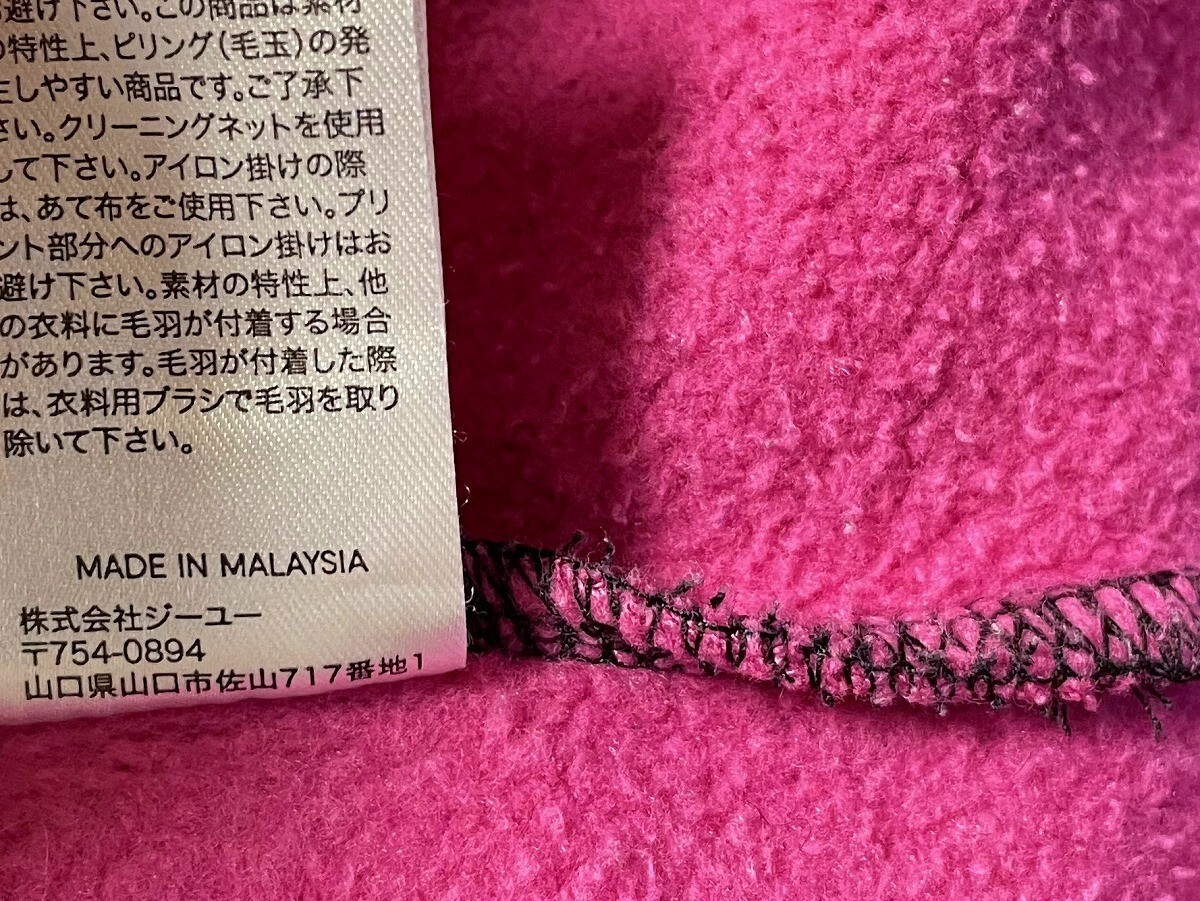 避け下さい。この商品は素材
の特性上、ピリング(毛玉)の発
生しやすい商品です。ご了承下
さい。クリーニングネットを使用
して下さい。アイロン掛けの際
は、あて布をご使用下さい。プリ
ント部分へのアイロン掛けはお
避け下さい。素材の特性上、他
の衣料に毛羽が付着する場合
があります。毛羽が付着した際
は、衣料用ブラシで毛羽を取り
除いて下さい。
MADE IN MALAYSIA
株式会社ジーユー
〒754-0894
山口県山口市佐山717番地1